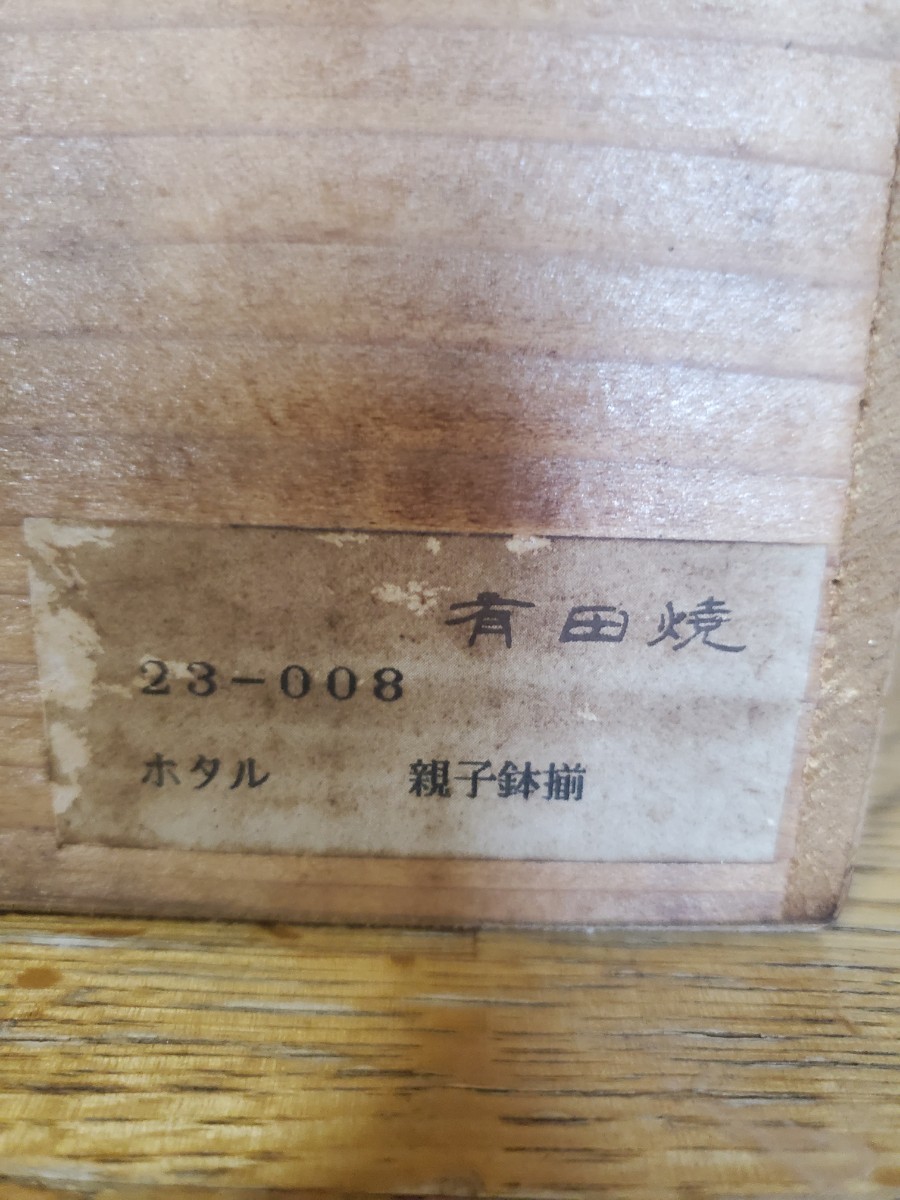 有田焼
23-008
ホタル 親子鉢揃